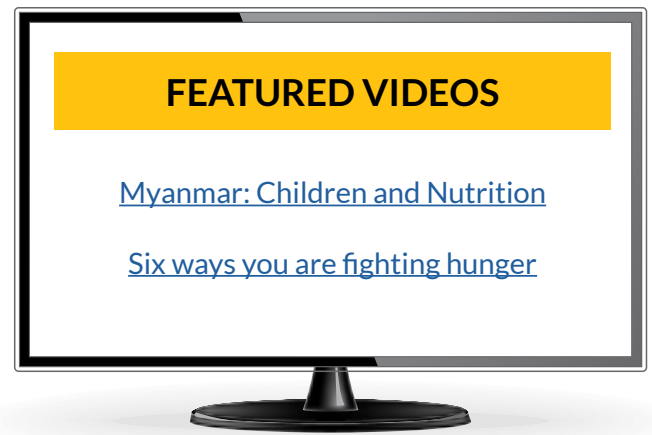 FEATURED VIDEOS
Myanmar: Children and Nutrition
Six ways you are fighting hunger